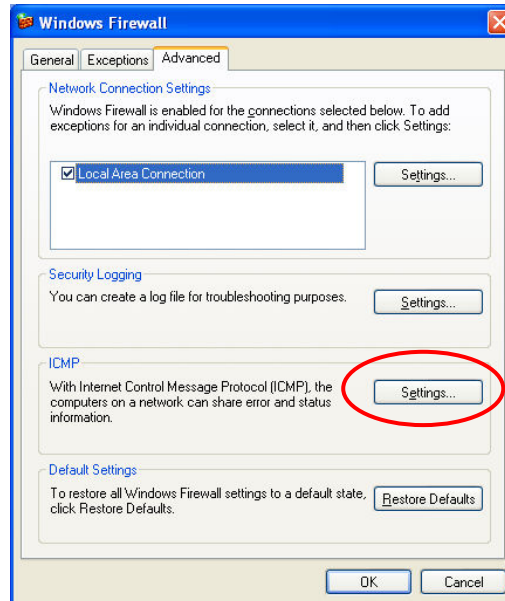 Windows Firewall
General Exceptions Advanced
Network Connection Settings
Windows Firewall is enabled for the connections selected below. To add
exceptions for an individual connection, select it, and then click Settings:
Local Area Connection
Settings...
Security Logging
You can create a log file for troubleshooting purposes.
Settings...
ICMP
With Internet Control Message Protocol (ICMP), the
computers on a network can share error and status
information.
Settings...
Default Settings
To restore all Windows Firewall settings to a default state,
click Restore Defaults.
Restore Defaults
OK Cancel